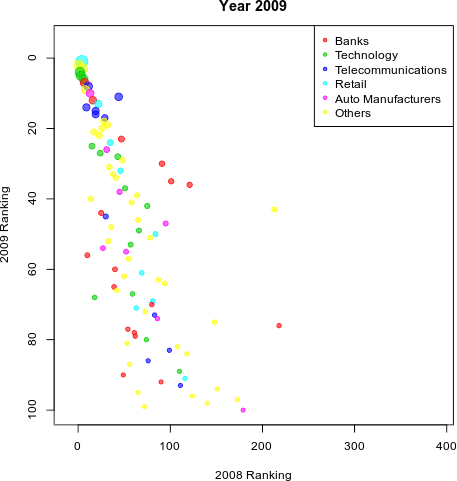 Year 2009
Banks
Technology
Telecommunications
Retail
Auto Manufacturers
Others
2009 Ranking
0
20
40
60
80
100
0
100
200
300
400
2008 Ranking